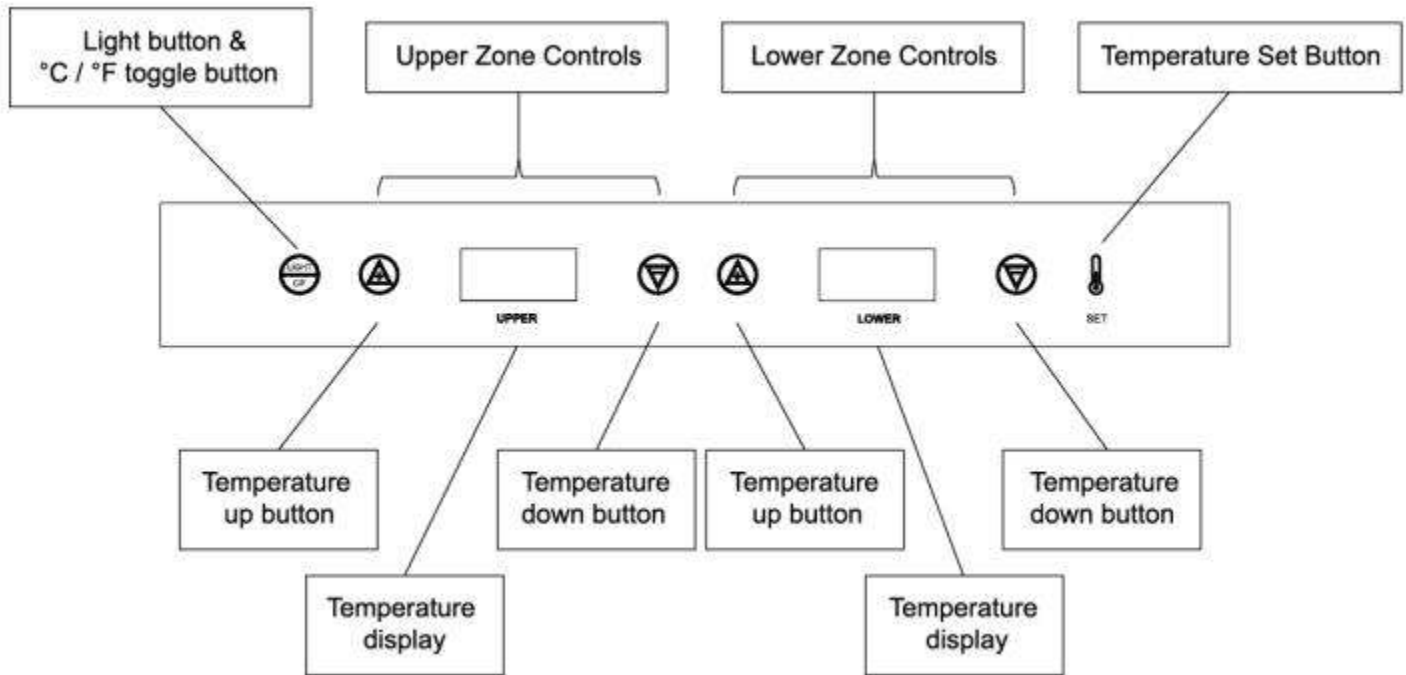 Light button &
°C / °F toggle button
Upper Zone Controls
Lower Zone Controls
Temperature Set Button
LIGHT
C/F
UPPER
LOWER
SET
Temperature
up button
Temperature
down button
Temperature
up button
Temperature
down button
Temperature
display
Temperature
display